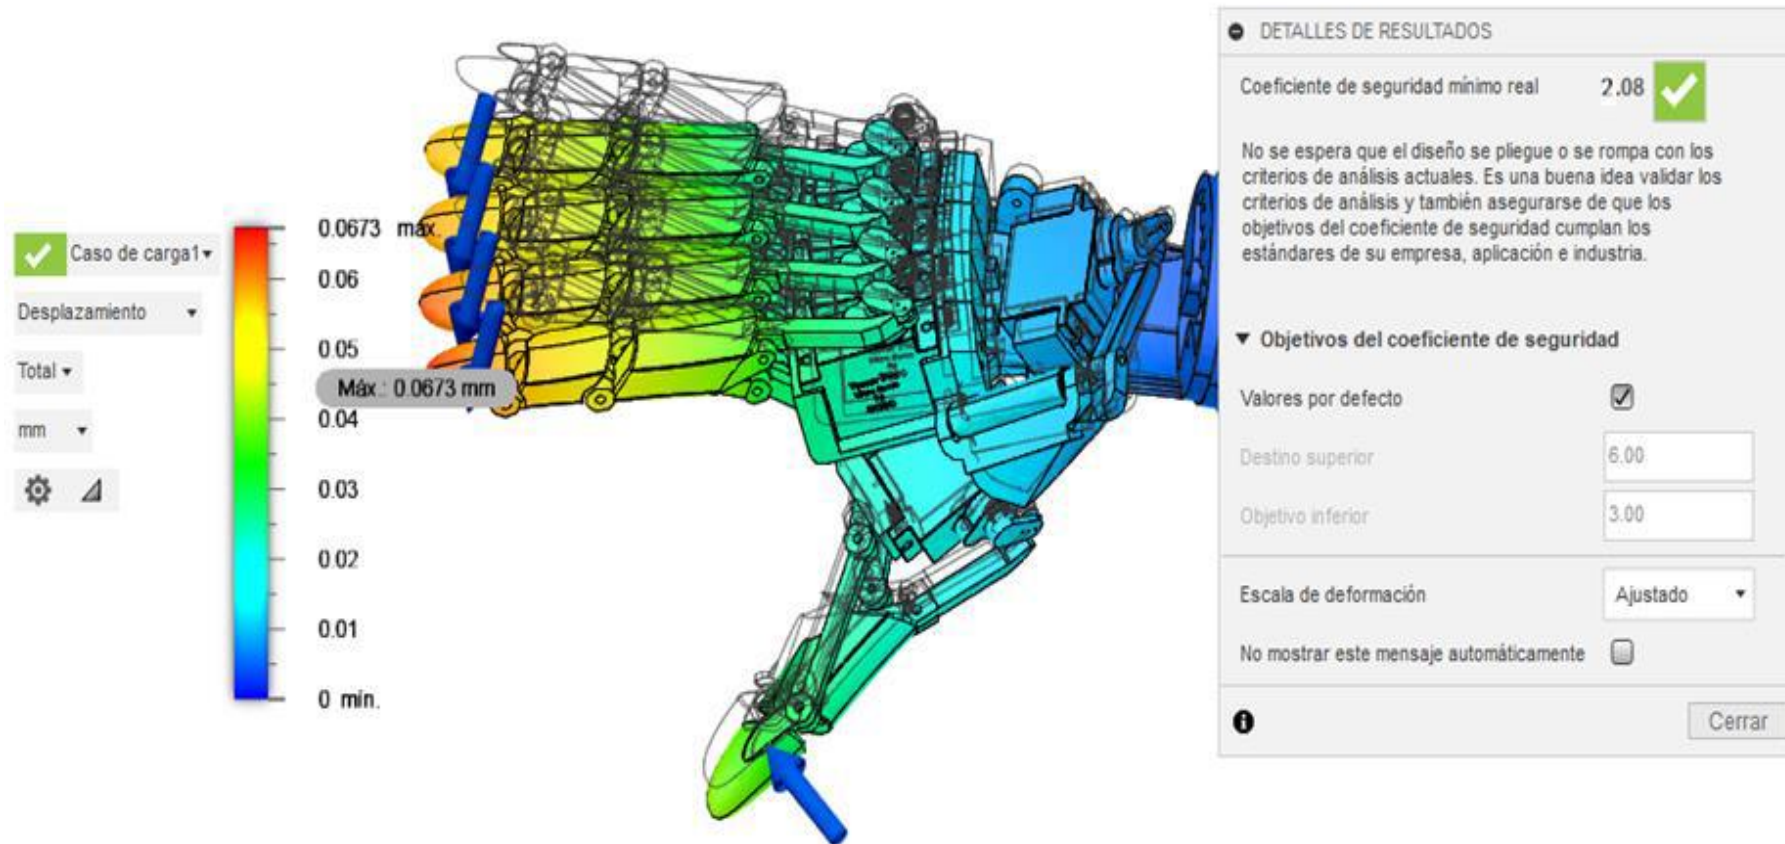 Caso de carga1
Desplazamiento
Total
mm
0.0673 máx.
0.06
0.05
Máx.: 0.0673 mm
0.04
0.03
0.02
0.01
0 mín.
DETALLES DE RESULTADOS
Coeficiente de seguridad mínimo real 2.08
No se espera que el diseño se pliegue o se rompa con los
criterios de análisis actuales. Es una buena idea validar los
criterios de análisis y también asegurarse de que los
objetivos del coeficiente de seguridad cumplan los
estándares de su empresa, aplicación e industria.
Objetivos del coeficiente de seguridad
Valores por defecto
Destino superior 6.00
Objetivo inferior 3.00
Escala de deformación Ajustado
No mostrar este mensaje automáticamente
Cerrar